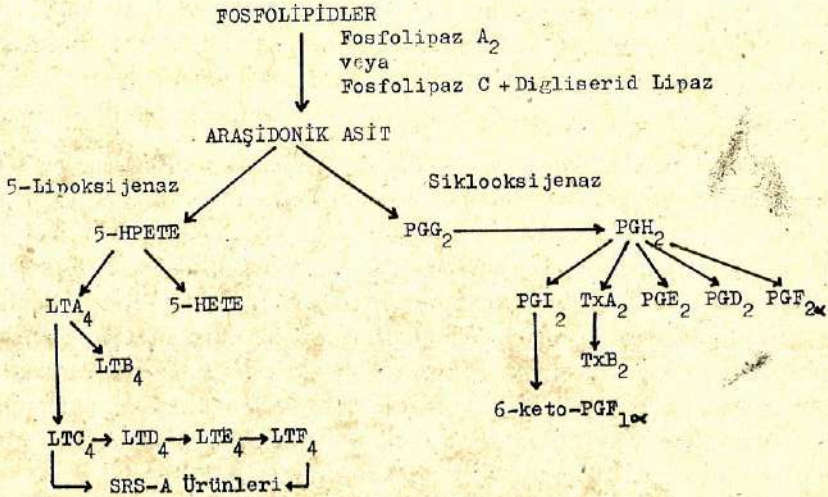 FOSFOLİPİDLER
Fosfolipaz A2
veya
Fosfolipaz C + Digliserid Lipaz
ARAŞİDONİK ASİT
5-Lipoksijenaz
Siklooksijenaz
5-HPETE
PGG2
PGH2
LTA4
5-HETE
PGI2 TxA2 PGE2 PGD2 PGF2α
LTB4
TxB2
6-keto-PGF1α
LTC4 LTD4 LTE4 LTF4
SRS-A Ürünleri